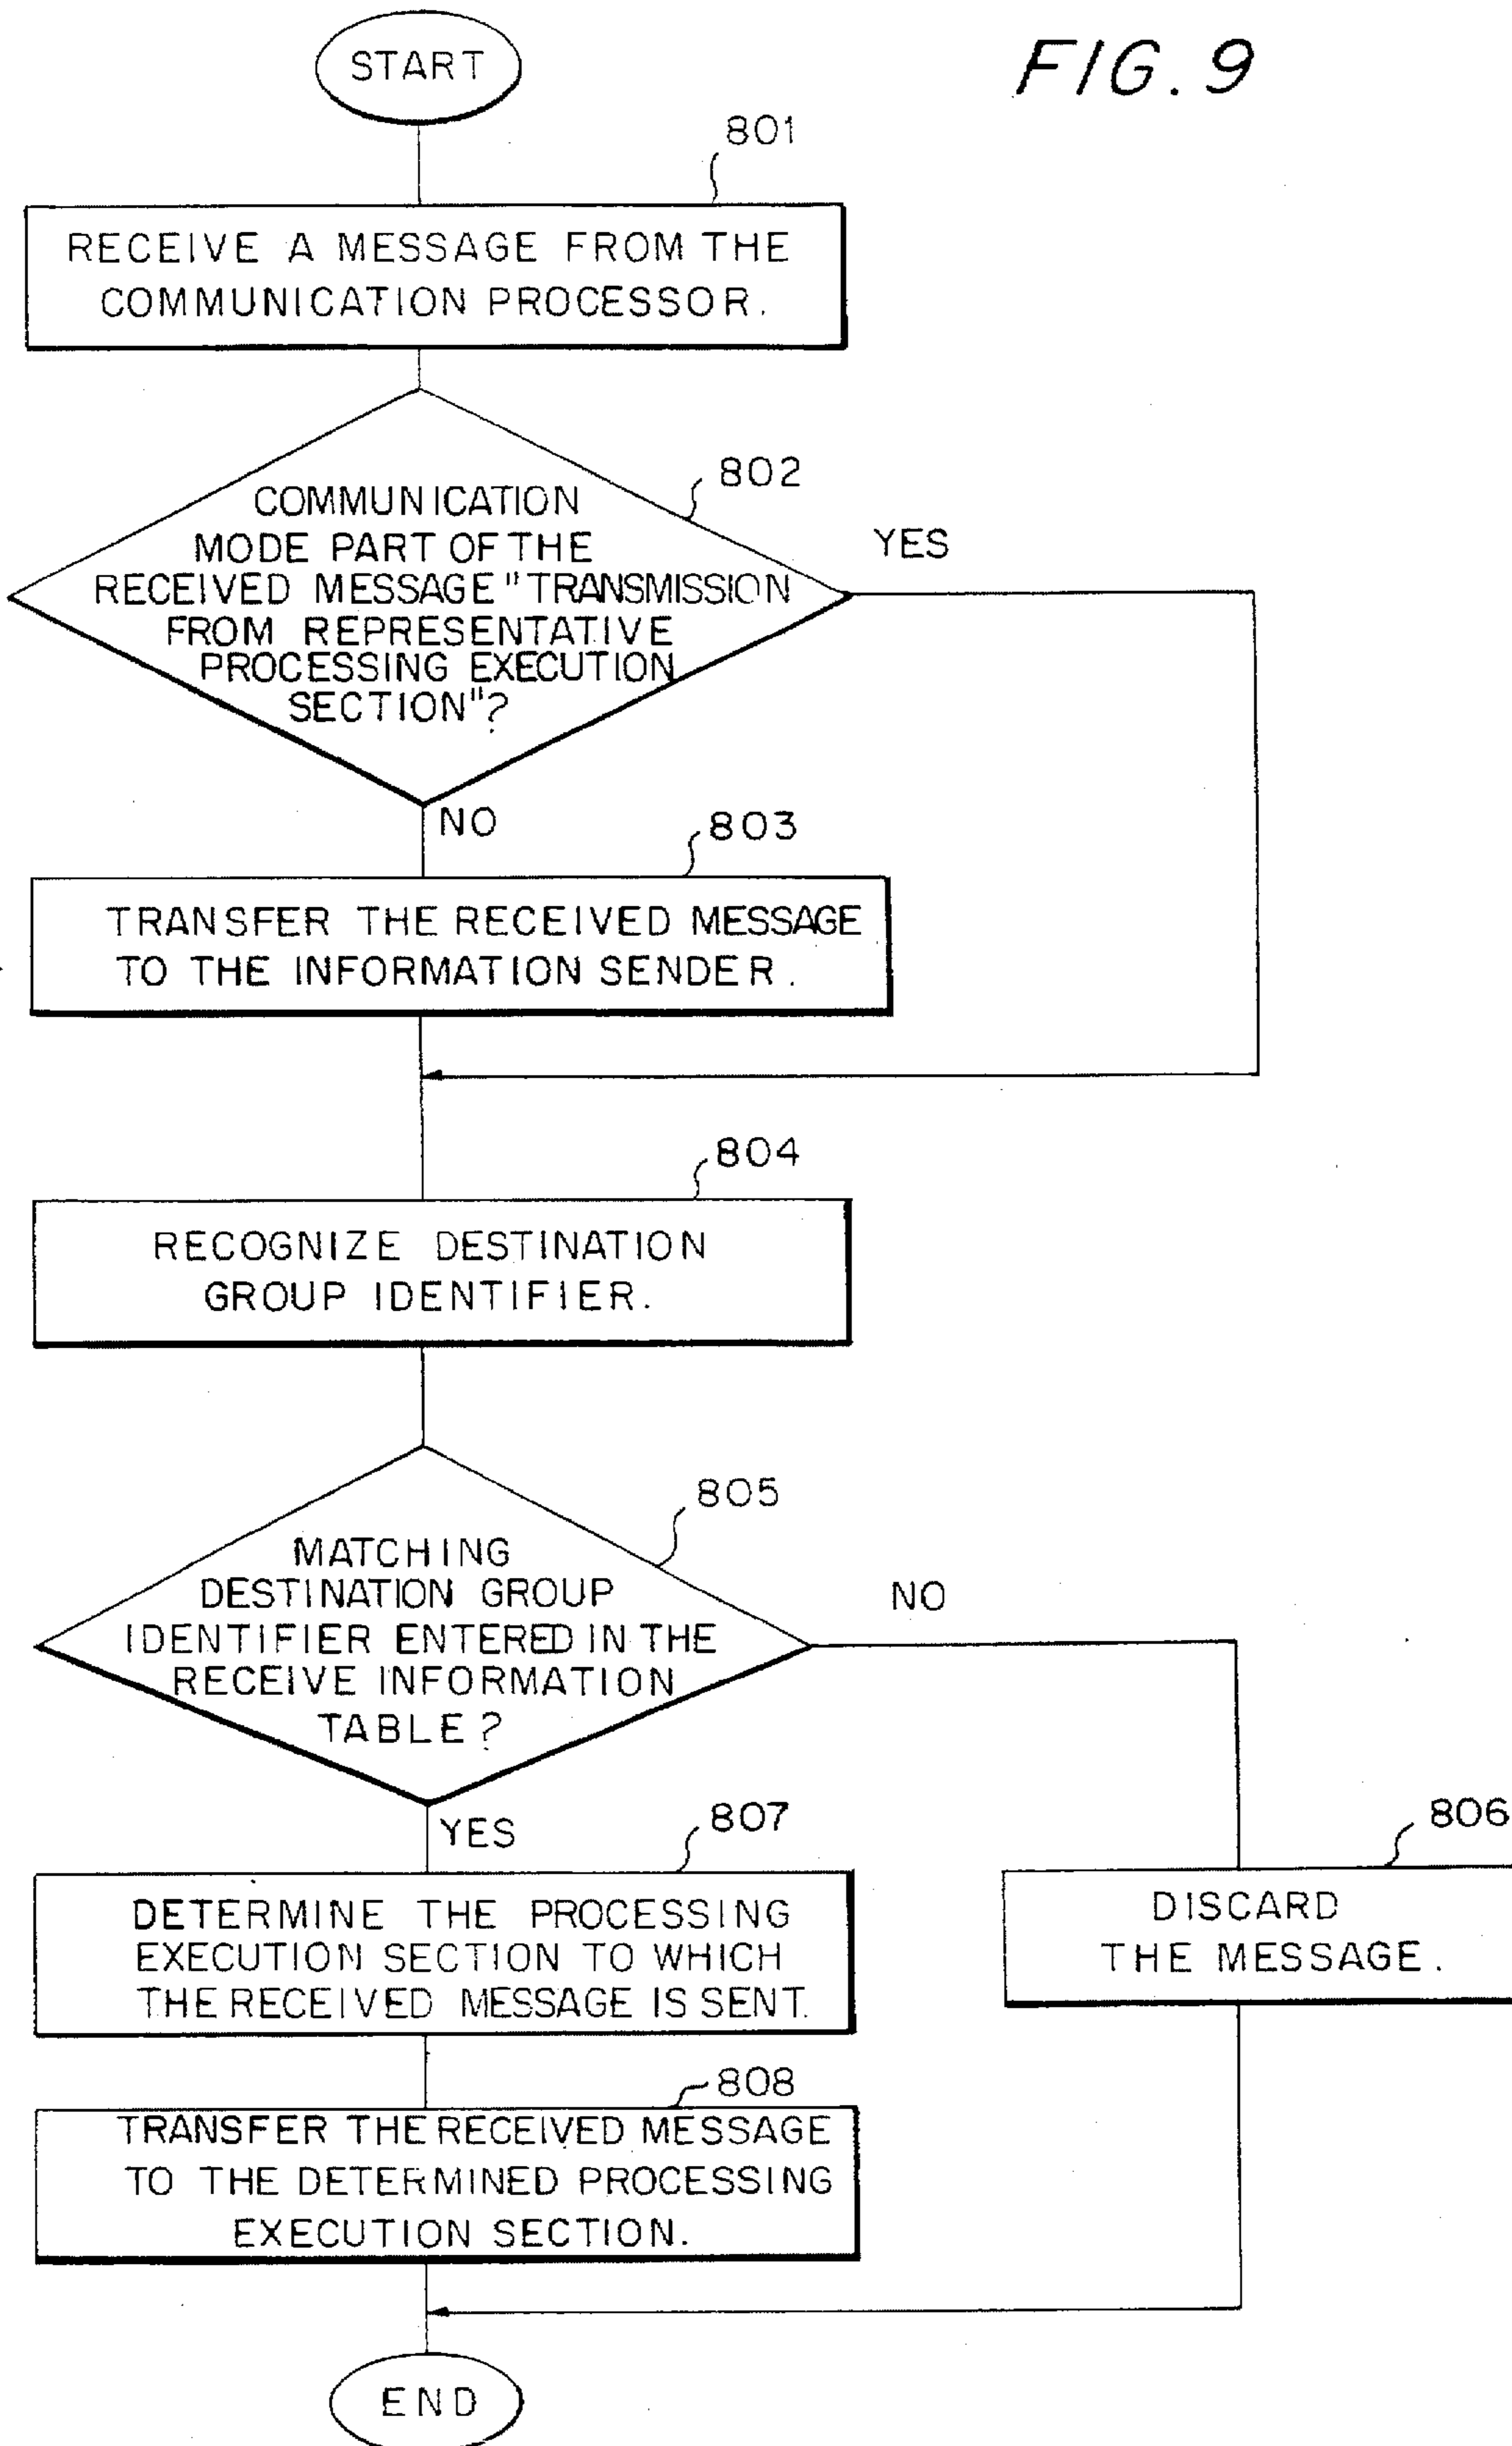 START
FIG. 9
801
RECEIVE A MESSAGE FROM THE
COMMUNICATION PROCESSOR.
802
COMMUNICATION
MODE PART OF THE
RECEIVED MESSAGE "TRANSMISSION
FROM REPRESENTATIVE
PROCESSING EXECUTION
SECTION"?
YES
NO
803
TRANSFER THE RECEIVED MESSAGE
TO THE INFORMATION SENDER.
804
RECOGNIZE DESTINATION
GROUP IDENTIFIER.
805
MATCHING
DESTINATION GROUP
IDENTIFIER ENTERED IN THE
RECEIVE INFORMATION
TABLE?
NO
YES
807
DETERMINE THE PROCESSING
EXECUTION SECTION TO WHICH
THE RECEIVED MESSAGE IS SENT.
806
DISCARD
THE MESSAGE.
808
TRANSFER THE RECEIVED MESSAGE
TO THE DETERMINED PROCESSING
EXECUTION SECTION.
END